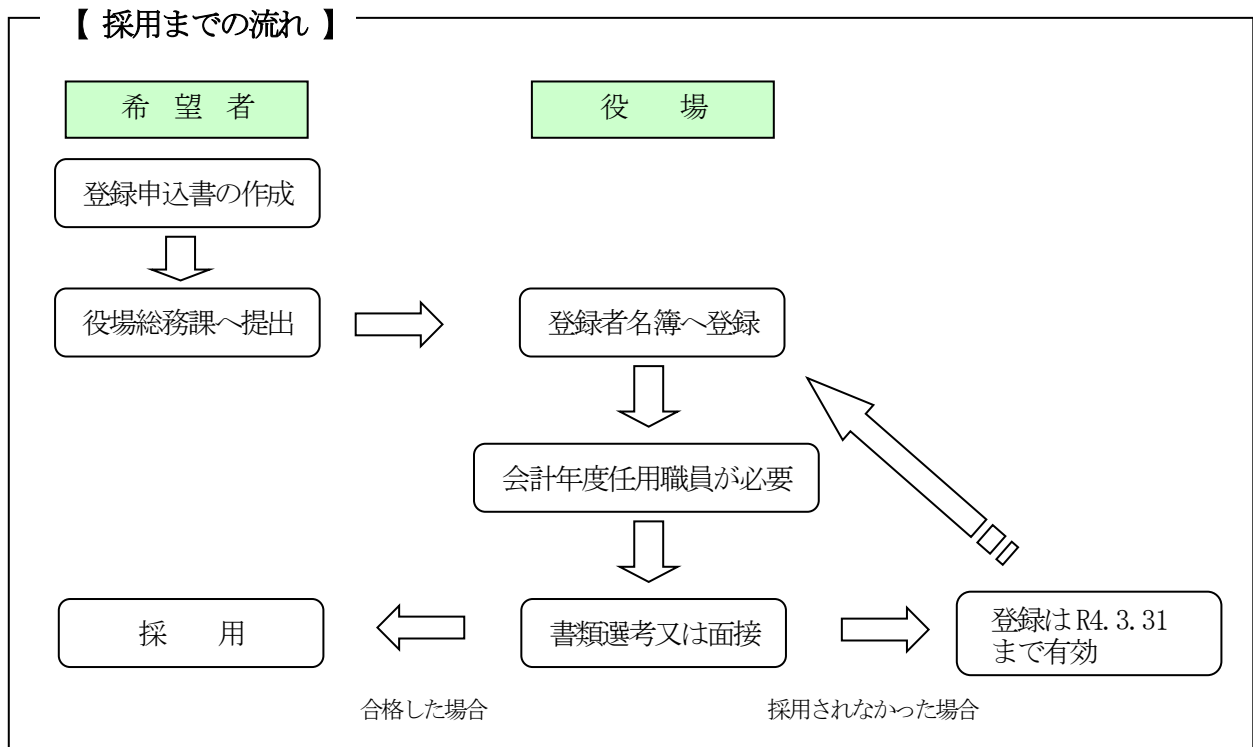 【 採用までの流れ 】
希 望 者
役 場
登録申込書の作成
役場総務課へ提出
登録者名簿へ登録
会計年度任用職員が必要
採 用
書類選考又は面接
登録は R4.3.31
まで有効
合格した場合
採用されなかった場合